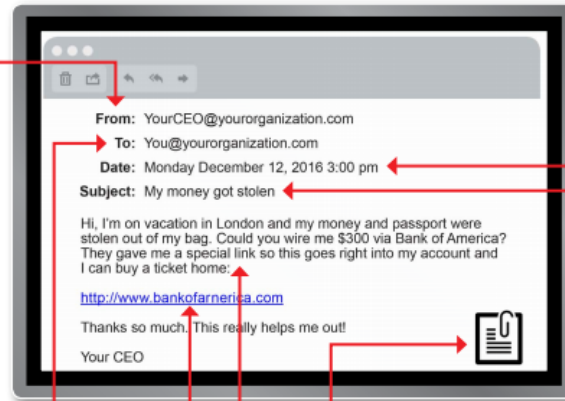 From: YourCEO@yourorganization.com
To: You@yourorganization.com
Date: Monday December 12, 2016 3:00 pm
Subject: My money got stolen
Hi, I'm on vacation in London and my money and passport were
stolen out of my bag. Could you wire me $300 via Bank of America?
They gave me a special link so this goes right into my account and
I can buy a ticket home:
http://www.bankofarnerica.com
Thanks so much. This really helps me out!
Your CEO